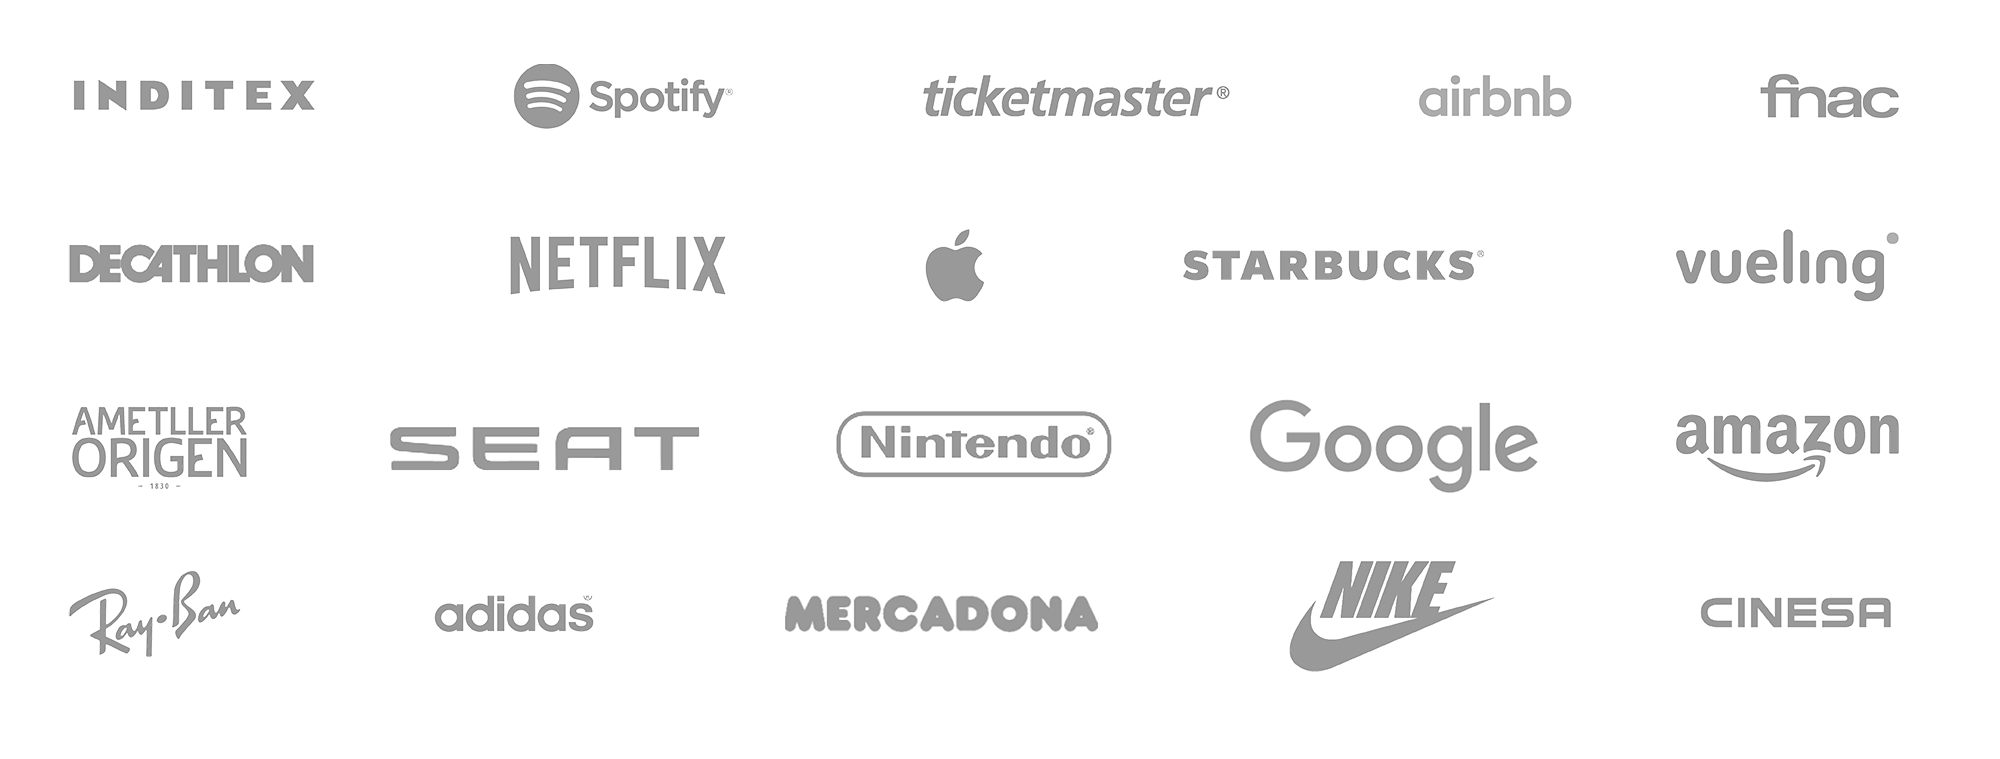 INDITEX
Spotify®
ticketmaster®
airbnb
fnac
DECATHLON
NETFLIX
STARBUCKS®
vueling
AMETLLER
ORIGEN
– 1830 –
SEAT
Nintendo®
Google
amazon
Ray-Ban
adidas
MERCADONA
NIKE
CINESA